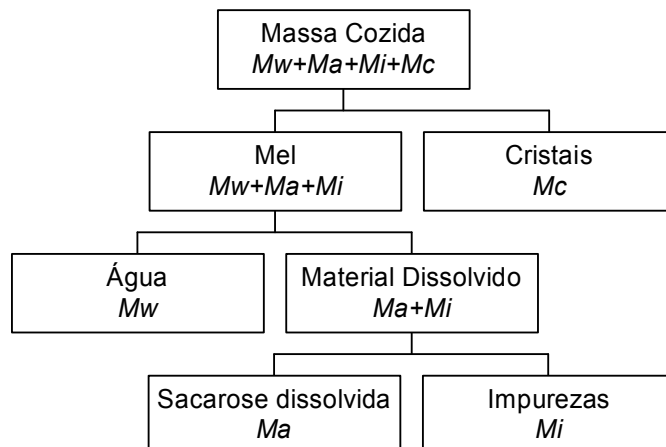 Massa Cozida
Mw+Ma+Mi+Mc
Mel
Mw+Ma+Mi
Cristais
Mc
Água
Mw
Material Dissolvido
Ma+Mi
Sacarose dissolvida
Ma
Impurezas
Mi